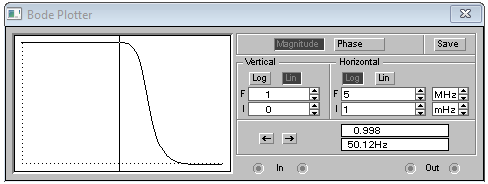 Bode Plotter
Magnitude Phase Save
Vertical Horizontal
Log Lin Log Lin
F 1 F 5 MHz
I 0 I 1 mHz
← → 0.998
50.12Hz
In Out